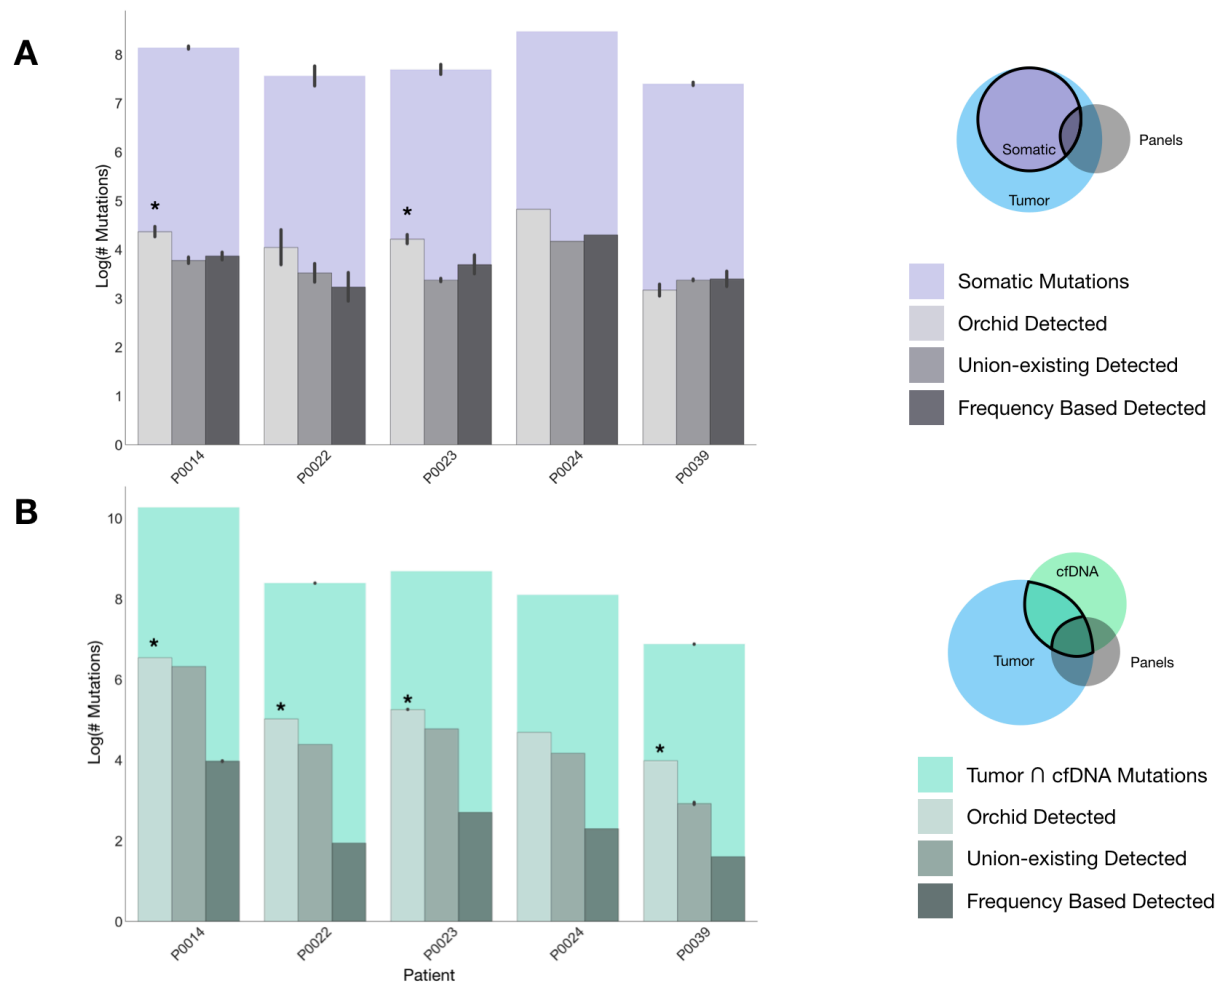 A
Log(# Mutations)
8
7
6
5
4
3
2
1
0
*
*
P0014
P0022
P0023
P0024
P0039
Somatic
Tumor
Panels
Somatic Mutations
Orchid Detected
Union-existing Detected
Frequency Based Detected
B
Log(# Mutations)
10
8
6
4
2
0
*
*
*
*
P0014
P0022
P0023
P0024
P0039
Patient
cfDNA
Tumor
Panels
Tumor ∩ cfDNA Mutations
Orchid Detected
Union-existing Detected
Frequency Based Detected